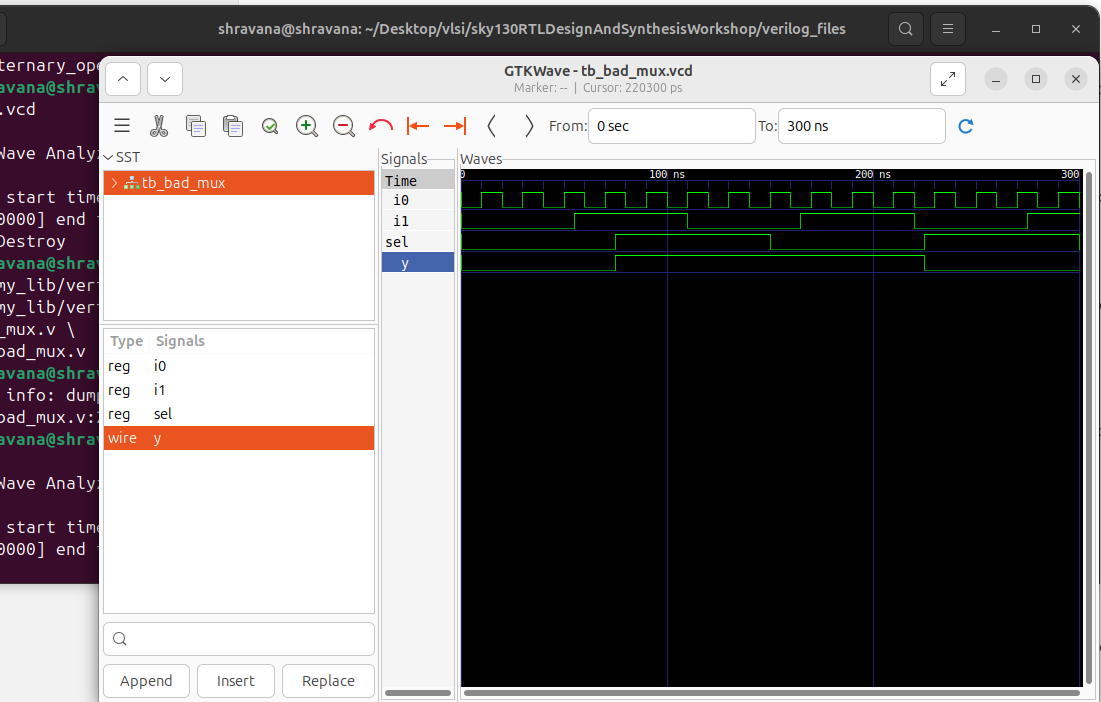 shravana@shravana: ~/Desktop/vlsi/sky130RTLDesignAndSynthesisWorkshop/verilog_files
ternary_ope
avana@shrav
.vcd
Wave Analyz
start time
0000] end t
Destroy
avana@shrav
my_lib/veri
my_lib/veri
_mux.v \
bad_mux.v
avana@shrav
info: dump
bad_mux.v:
avana@shrav
Wave Analyz
start time
0000] end
GTKWave - tb_bad_mux.vcd
Marker: -- | Cursor: 220300 ps
From: 0 sec To: 300 ns
SST
tb_bad_mux
Type Signals
reg i0
reg i1
reg sel
wire y
Append Insert Replace
Signals
Time
i0
i1
sel
y
Waves
0 100 ns 200 ns 300